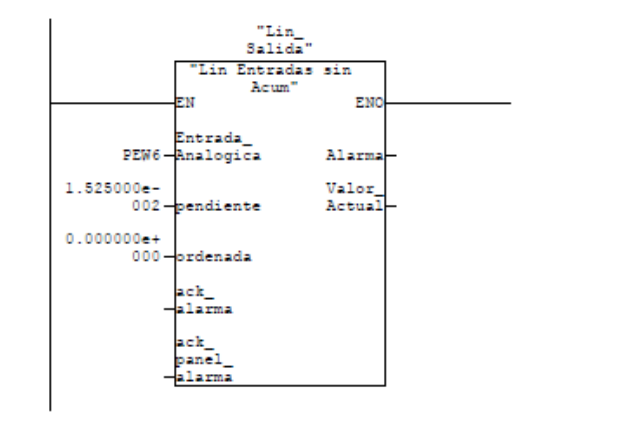 "Lin_
Salida"
"Lin Entradas sin
Acum"
EN ENO
Entrada_
PEW6 Analogica Alarma
1.525000e- Valor_
002 pendiente Actual
0.000000e+
000 ordenada
ack_
alarma
ack_
panel_
alarma